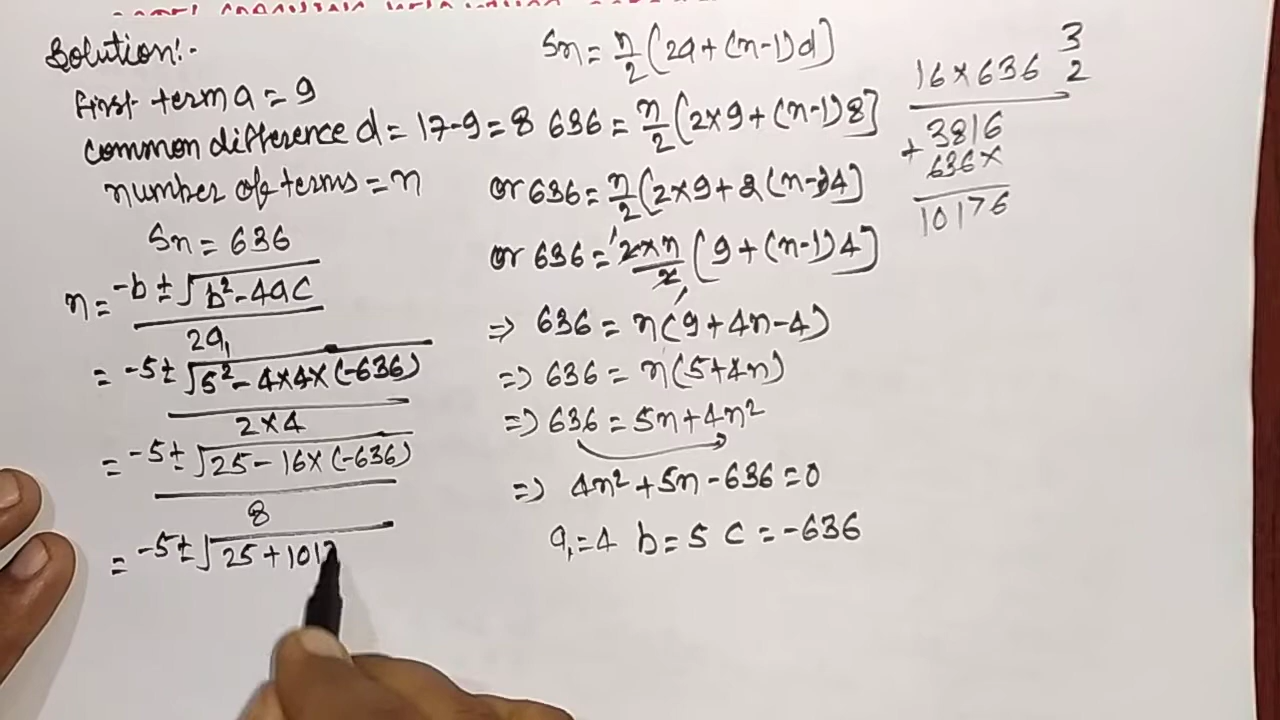 Solution:-
First term a = 9
Common difference d = 17-9 = 8
number of terms = n
Sn = 636
n = -b ± √b² - 4a₁c / 2a₁
= -5 ± √5² - 4×4×(-636) / 2×4
= -5 ± √25 - 16×(-636) / 8
= -5 ± √25 + 101
Sn = n/2 (2a + (n-1)d]
636 = n/2 (2×9 + (n-1)8]
or 636 = n/2 (2×9 + 2(n-1)4]
or 636 = 2×n/2 (9 + (n-1)4]
⇒ 636 = n(9+4n-4)
⇒ 636 = n(5+4n)
⇒ 636 = 5n+4n²
⇒ 4n² + 5n - 636 = 0
a₁ = 4 b = 5 c = -636
3
2
16×636
3816
+ 636×
10176